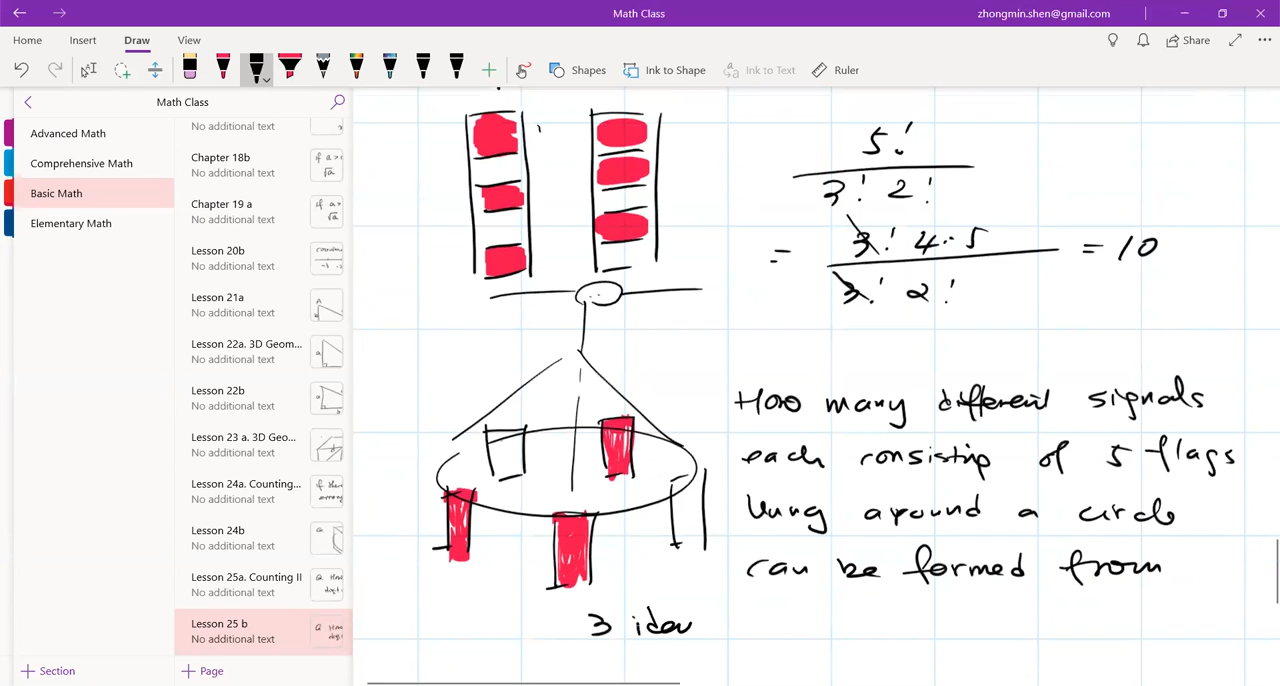 Math Class
zhongmin.shen@gmail.com
Home
Insert
Draw
View
Share
Shapes
Ink to Shape
Ink to Text
Ruler
Math Class
Advanced Math
Comprehensive Math
Basic Math
Elementary Math
No additional text
Chapter 18b
No additional text
Chapter 19 a
No additional text
Lesson 20b
No additional text
Lesson 21a
No additional text
Lesson 22a. 3D Geom...
No additional text
Lesson 22b
No additional text
Lesson 23 a. 3D Geo...
No additional text
Lesson 24a. Counting...
No additional text
Lesson 24b
No additional text
Lesson 25a. Counting II
No additional text
Lesson 25 b
No additional text
Section
Page
5!
3! 2!
= 3! 4·5 = 10
3! 2!
How many different signals
each consisting of 5 flags
hung around a circle
can be formed from
3 iden